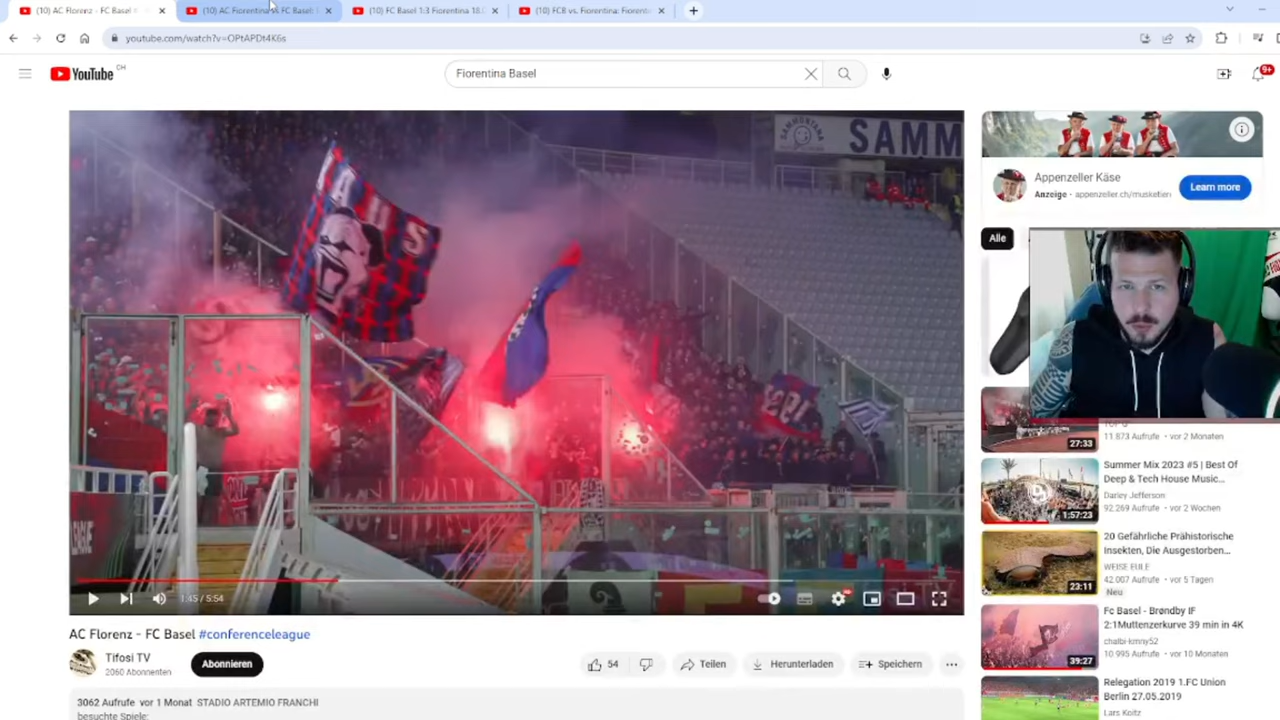 (10) AC Florenz - FC Basel
(10) AC Fiorentina vs FC Basel:
(10) FC Basel 1:3 Fiorentina 18.
(10) FCB vs. Fiorentina: Fiorent
youtube.com/watch?v=OPtAPDt4K6s
YouTube CH
Fiorentina Basel
9+
SAMMONTANA
SAMM
Appenzeller Käse
Anzeige · appenzeller.ch/musketier
Learn more
Alle
27:33
11.873 Aufrufe · vor 2 Monaten
Summer Mix 2023 #5 | Best Of
Deep & Tech House Music...
Darley Jefferson
92.269 Aufrufe · vor 2 Wochen
1:57:23
20 Gefährliche Prähistorische
Insekten, Die Ausgestorben...
WEISE EULE
42.007 Aufrufe · vor 5 Tagen
Neu
23:11
Fc Basel - Brøndby IF
2:1Muttenzerkurve 39 min in 4K
chalbi-kmny52
10.995 Aufrufe · vor 10 Monaten
39:27
Relegation 2019 1.FC Union
Berlin 27.05.2019
Lars Koltz
1:45 / 5:54
AC Florenz - FC Basel #conferenceleague
Tifosi TV
2060 Abonnenten
Abonnieren
54
Teilen
Herunterladen
Speichern
3062 Aufrufe vor 1 Monat STADIO ARTEMIO FRANCHI
besuchte Spiele: